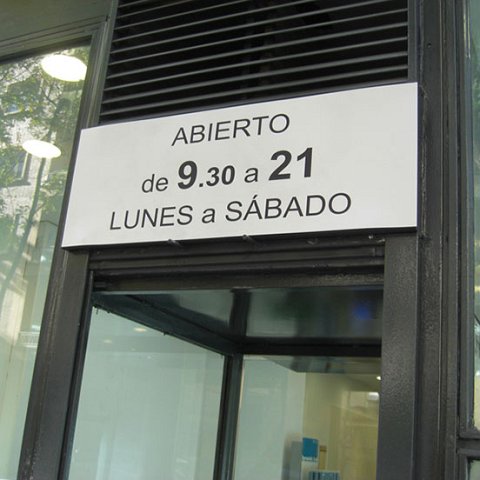 ABIERTO
de 9.30 a 21
LUNES a SÁBADO